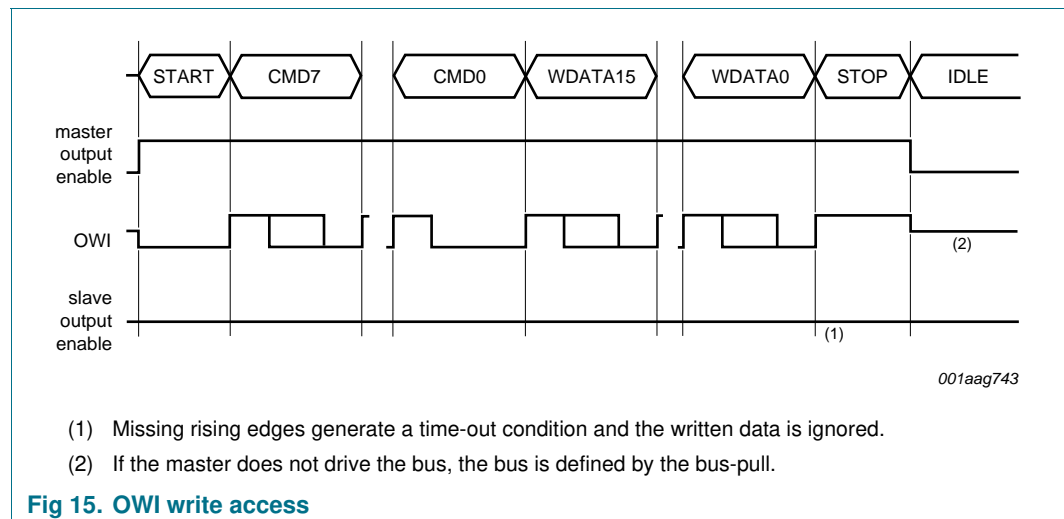 START CMD7 CMD0 WDATA15 WDATA0 STOP IDLE
master
output
enable
OWI
(2)
slave
output
enable
(1)
001aag743
(1) Missing rising edges generate a time-out condition and the written data is ignored.
(2) If the master does not drive the bus, the bus is defined by the bus-pull.
Fig 15. OWI write access